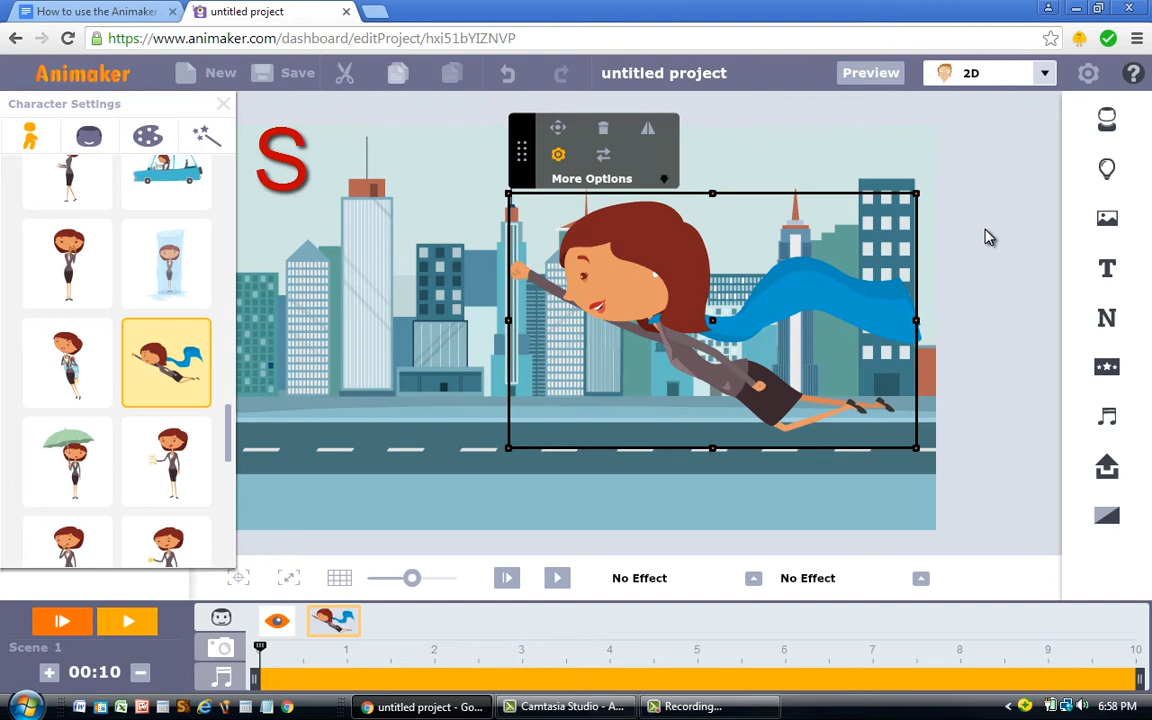 How to use the Animaker
untitled project
https://www.animaker.com/dashboard/editProject/hxi51bYIZNVP
Animaker
New
Save
untitled project
Preview
2D
?
Character Settings
S
More Options
T
N
No Effect
No Effect
Scene 1
00:10
1 2 3 4 5 6 7 8 9 10
untitled project - Go...
Camtasia Studio - A...
Recording...
6:58 PM